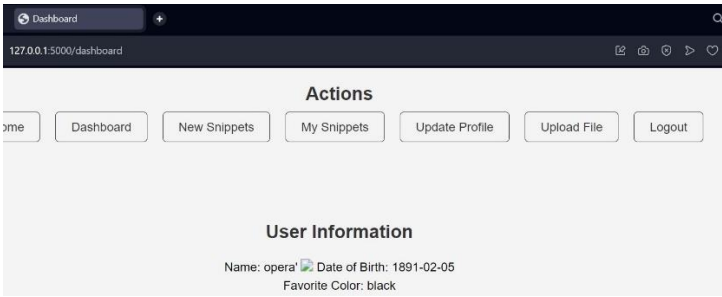 Dashboard
127.0.0.1:5000/dashboard
Actions
ome Dashboard New Snippets My Snippets Update Profile Upload File Logout
User Information
Name: opera' Date of Birth: 1891-02-05
Favorite Color: black